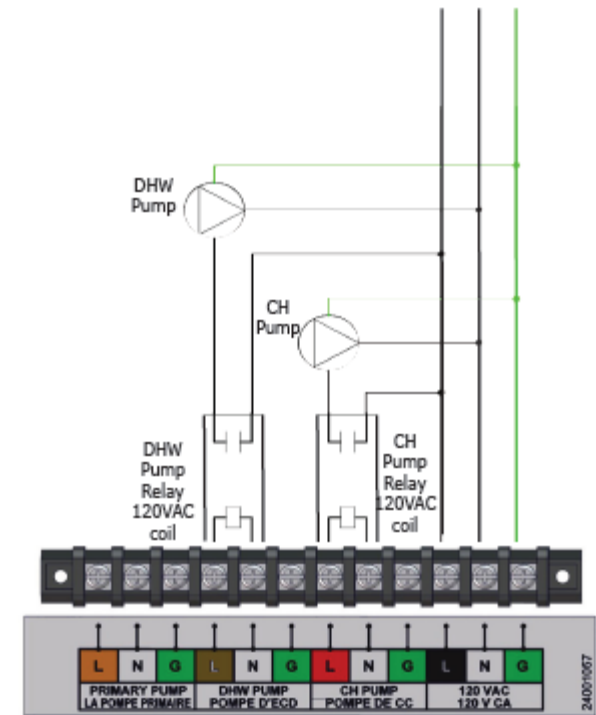 DHW
Pump
CH
Pump
DHW
Pump
Relay
120VAC
coil
CH
Pump
Relay
120VAC
coil
L N G L N G L N G L N G
PRIMARY PUMP DHW PUMP CH PUMP 120 VAC
LA POMPE PRIMAIRE POMPE D'ECD POMPE DE CC 120 V CA
24001067